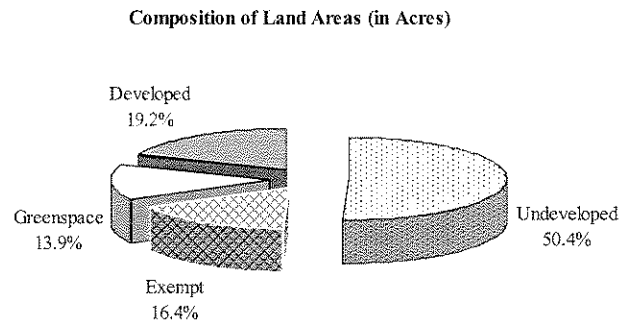 Composition of Land Areas (in Acres)
Developed
19.2%
Greenspace
13.9%
Undeveloped
50.4%
Exempt
16.4%